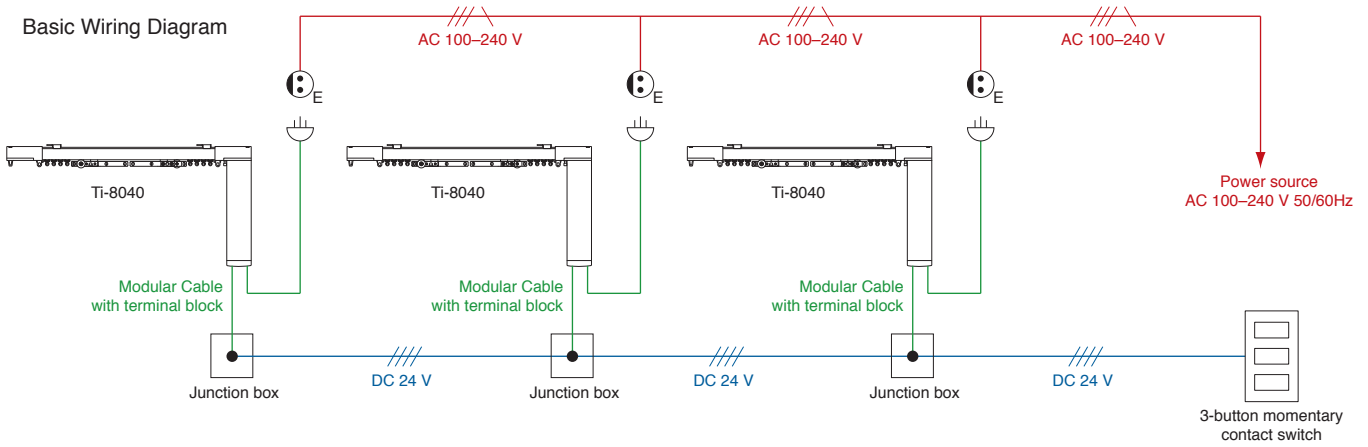 Basic Wiring Diagram
AC 100–240 V
AC 100–240 V
AC 100–240 V
E
E
E
Ti-8040
Ti-8040
Ti-8040
Power source
AC 100–240 V 50/60Hz
Modular Cable
with terminal block
Modular Cable
with terminal block
Modular Cable
with terminal block
DC 24 V
DC 24 V
DC 24 V
Junction box
Junction box
Junction box
3-button momentary
contact switch